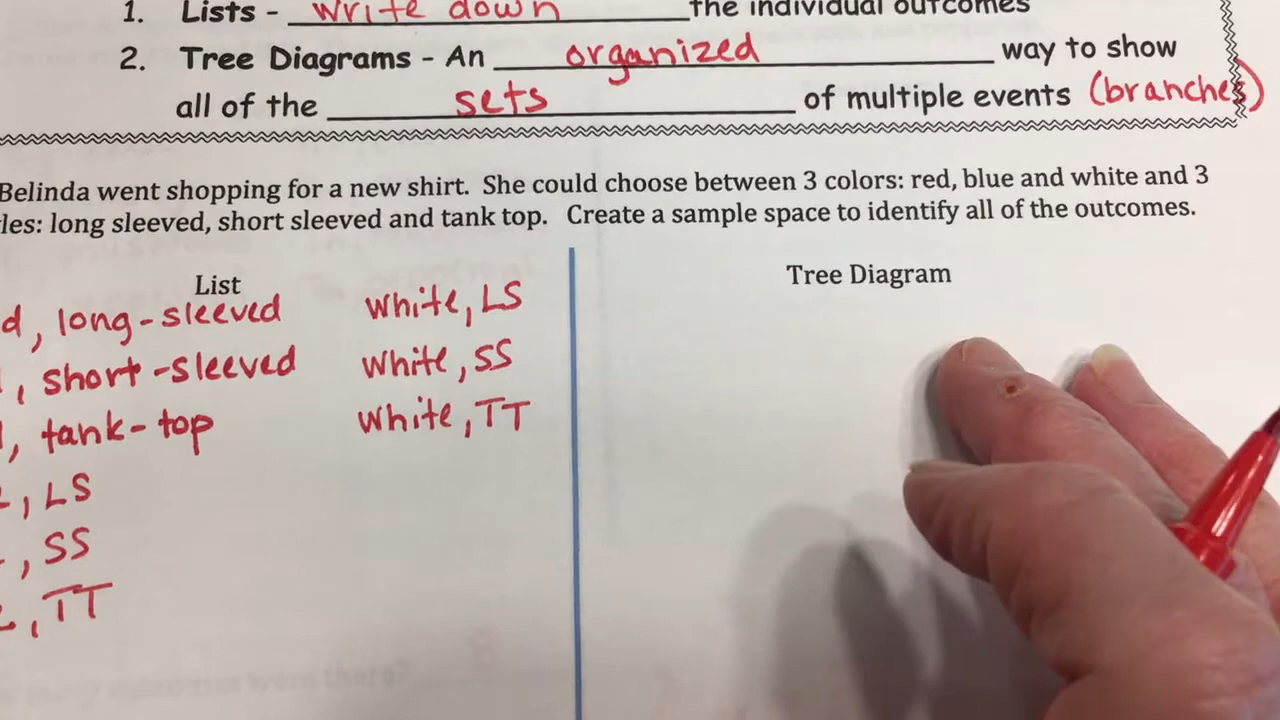 1. Lists - write down the individual outcomes
2. Tree Diagrams - An organized way to show
all of the sets of multiple events (branches)
Belinda went shopping for a new shirt. She could choose between 3 colors: red, blue and white and 3
les: long sleeved, short sleeved and tank top. Create a sample space to identify all of the outcomes.
List
d, long-sleeved
, short-sleeved
, tank-top
, LS
, SS
, TT
white, LS
white, SS
white, TT
Tree Diagram